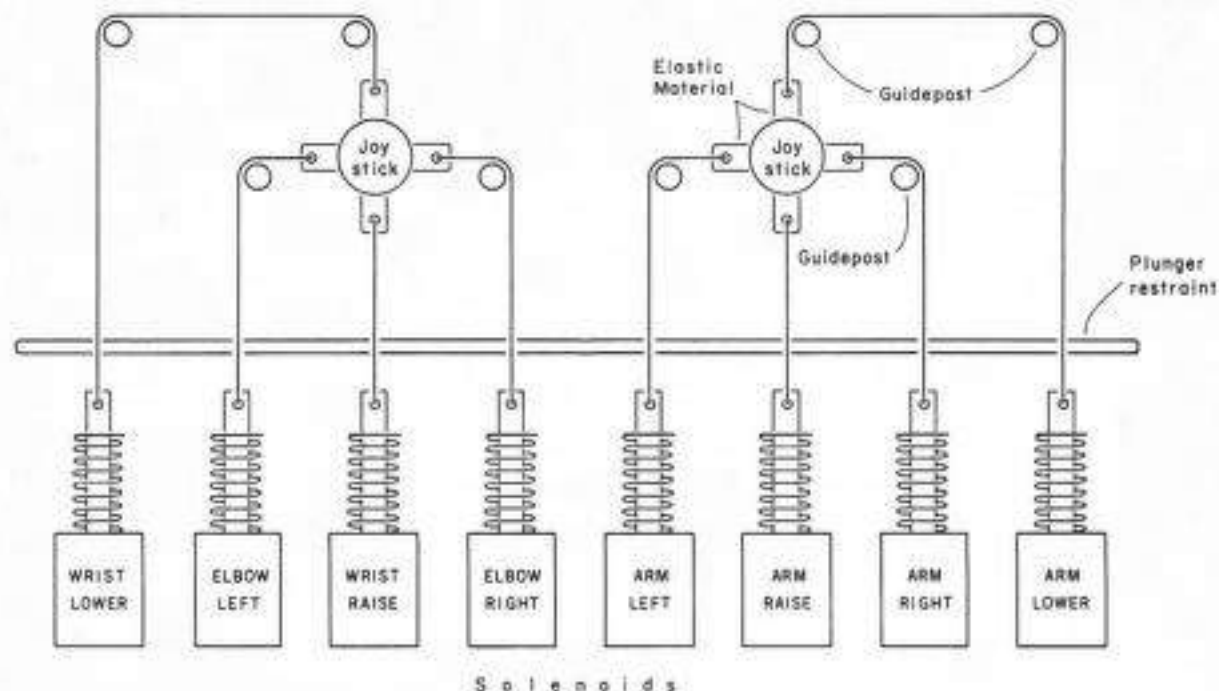 Elastic
Material
Guidepost
Joy
stick
Joy
stick
Guidepost
Plunger
restraint
WRIST
LOWER
ELBOW
LEFT
WRIST
RAISE
ELBOW
RIGHT
ARM
LEFT
ARM
RAISE
ARM
RIGHT
ARM
LOWER
Solenoids